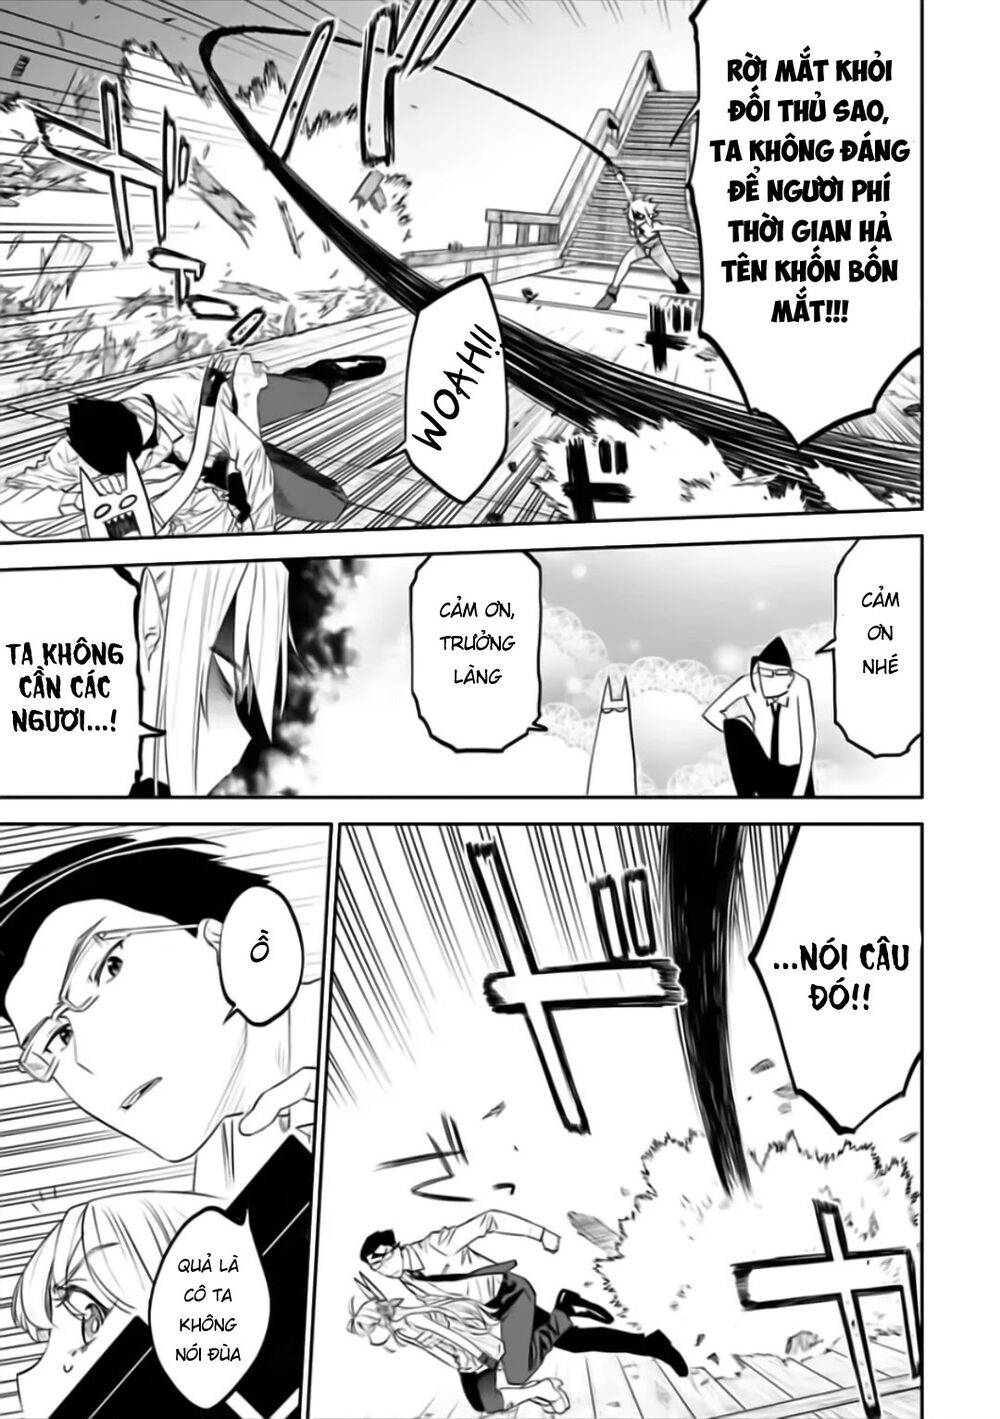 RỜI MẮT KHỎI
ĐỐI THỦ SAO,
TA KHÔNG ĐÁNG
ĐỂ NGƯƠI PHÍ
THỜI GIAN HẢ
TÊN KHỐN BỐN
MẮT!!!
WOAH!!
ド
CẢM
ƠN
NHÉ
CẢM ƠN,
TRƯỞNG
LÀNG
TA KHÔNG
CẦN CÁC
NGƯƠI...!
...NÓI CÂU
ĐÓ!!
Ồ
QUẢ LÀ
CÔ TA
KHÔNG
NÓI ĐÙA